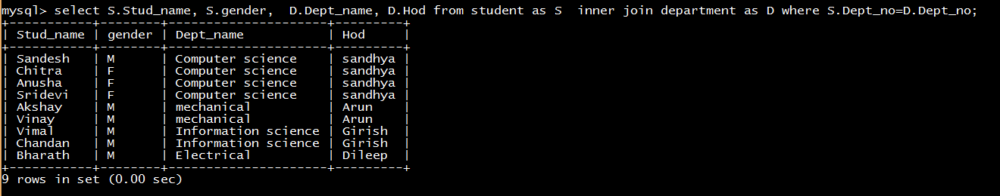 mysql> select S.Stud_name, S.gender,  D.Dept_name, D.Hod from student as S  inner join department as D where S.Dept_no=D.Dept_no;
+-----------+--------+---------------------+---------+
| Stud_name | gender | Dept_name           | Hod     |
+-----------+--------+---------------------+---------+
| Sandesh   | M      | Computer science    | sandhya |
| Chitra    | F      | Computer science    | sandhya |
| Anusha    | F      | Computer science    | sandhya |
| Sridevi   | F      | Computer science    | sandhya |
| Akshay    | M      | mechanical          | Arun    |
| Vinay     | M      | mechanical          | Arun    |
| Vimal     | M      | Information science | Girish  |
| Chandan   | M      | Information science | Girish  |
| Bharath   | M      | Electrical          | Dileep  |
+-----------+--------+---------------------+---------+
9 rows in set (0.00 sec)